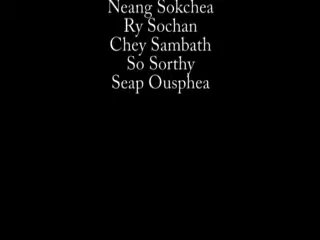 Neang Sokchea
Ry Sochan
Chey Sambath
So Sorthy
Seap Ousphea